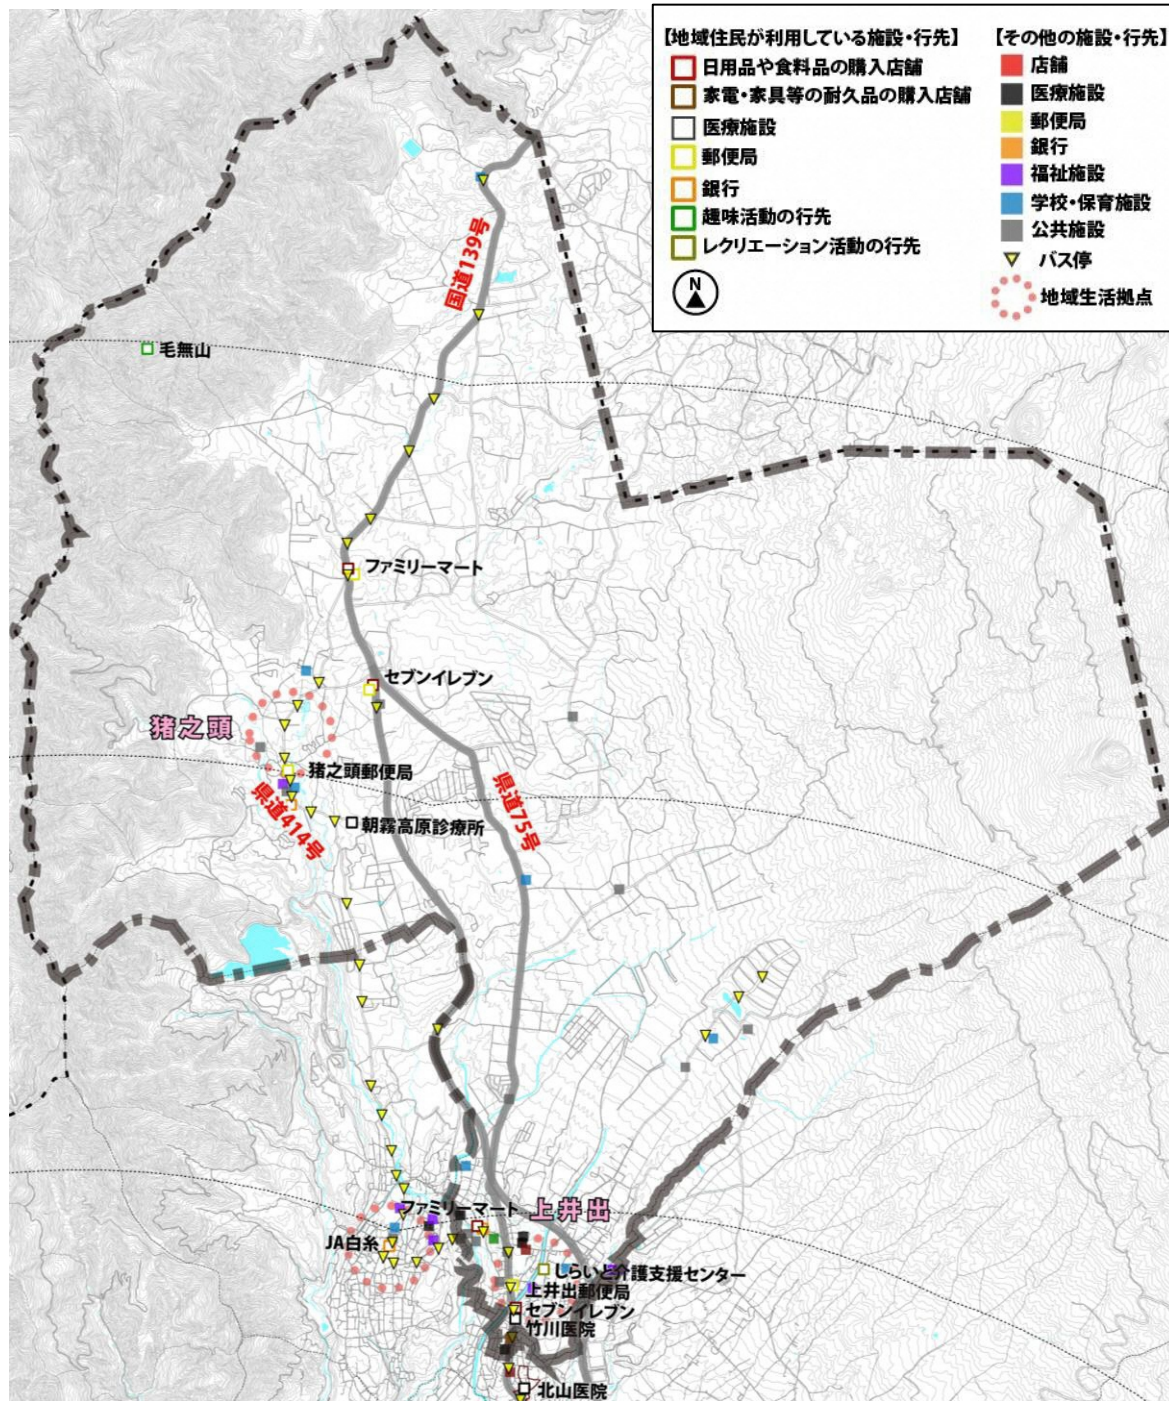 【地域住民が利用している施設・行先】
日用品や食料品の購入店舗
家電・家具等の耐久品の購入店舗
医療施設
郵便局
銀行
趣味活動の行先
レクリエーション活動の行先
N
【その他の施設・行先】
店舗
医療施設
郵便局
銀行
福祉施設
学校・保育施設
公共施設
バス停
地域生活拠点
国道139号
毛無山
ファミリーマート
セブンイレブン
猪之頭
猪之頭郵便局
県道414号
朝霧高原診療所
県道75号
ファミリーマート
上井出
JA白糸
しらいと介護支援センター
上井出郵便局
セブンイレブン
竹川医院
北山医院